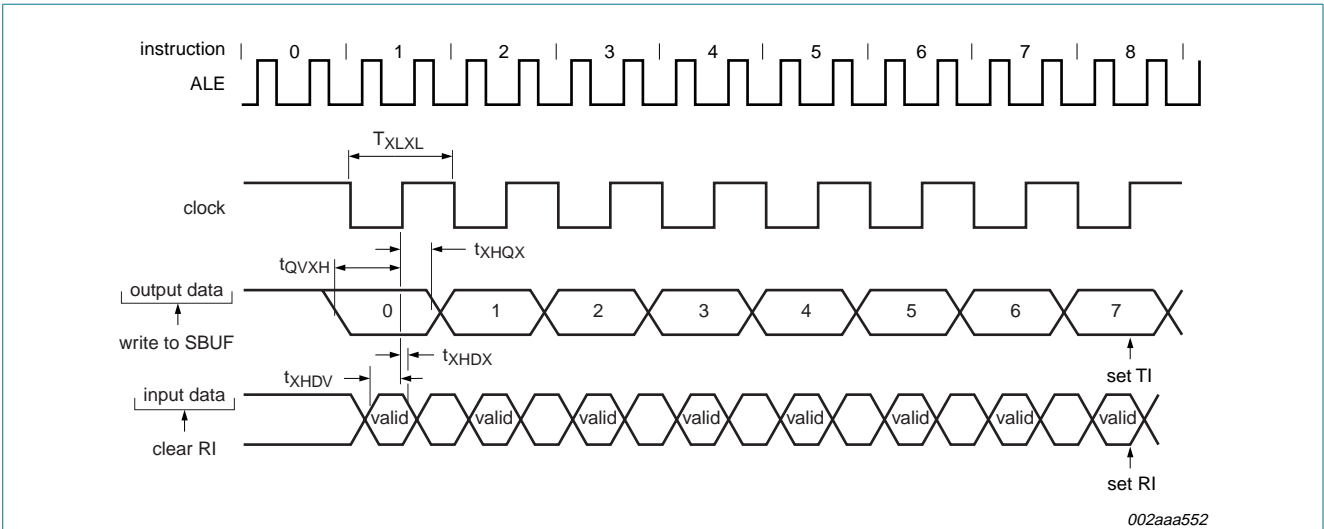 instruction | 0 | 1 | 2 | 3 | 4 | 5 | 6 | 7 | 8 |
ALE
TXLXL
clock
tXHQX
tQVXH
output data
0 1 2 3 4 5 6 7
write to SBUF
tXHDX
set TI
tXHDV
input data
valid valid valid valid valid valid valid valid
clear RI
set RI
002aaa552